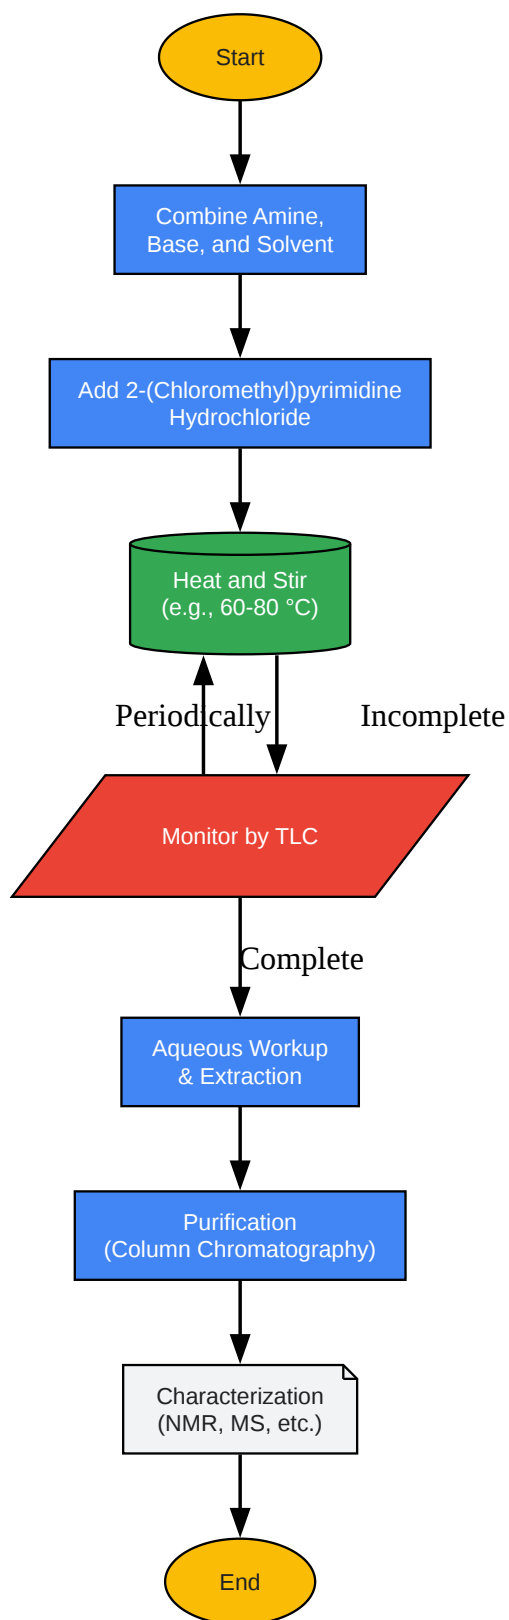 Start
Combine Amine,
Base, and Solvent
Add 2-(Chloromethyl)pyrimidine
Hydrochloride
Heat and Stir
(e.g., 60-80 °C)
Periodically
Incomplete
Monitor by TLC
Complete
Aqueous Workup
& Extraction
Purification
(Column Chromatography)
Characterization
(NMR, MS, etc.)
End